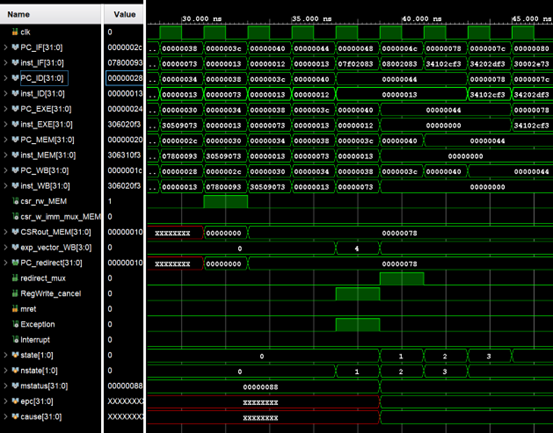 Name Value 30.000 ns 35.000 ns 40.000 ns 45.000 ns
clk 0
PC_IF[31:0] 0000002c 00000038 0000003c 00000040 00000044 00000048 0000004c 00000078 0000007c 00000080
inst_IF[31:0] 07800093 00000073 00000013 00000012 00000013 07f02083 08002083 34102cf3 34202df3 30002e73
PC_ID[31:0] 00000028 00000034 00000038 0000003c 00000040 00000044 00000078 0000007c
inst_ID[31:0] 00000013 00000013 00000073 00000013 00000012 00000013 34102cf3 34202df3
PC_EXE[31:0] 00000024 00000030 00000034 00000038 0000003c 00000040 00000044 00000078
inst_EXE[31:0] 306020f3 30509073 00000013 00000073 00000013 00000012 00000000 34102cf3
PC_MEM[31:0] 00000020 0000002c 00000030 00000034 00000038 0000003c 00000040 00000044
inst_MEM[31:0] 306310f3 07800093 30509073 00000013 00000073 00000013 00000000
PC_WB[31:0] 0000001c 00000028 0000002c 00000030 00000034 00000038 0000003c 00000040 00000044
inst_WB[31:0] 306020f3 00000013 07800093 30509073 00000013 00000073 00000000
csr_rw_MEM 1
csr_w_imm_mux_MEM 0
CSRout_MEM[31:0] 00000010 XXXXXXXX 00000000 00000078
exp_vector_WB[3:0] 0 0 4 0
PC_redirect[31:0] 00000010 XXXXXXXX 00000000 00000078
redirect_mux 0
RegWrite_cancel 0
mret 0
Exception 0
Interrupt 0
state[1:0] 0 0 1 2 3
nstate[1:0] 0 0 1 2 3
mstatus[31:0] 00000088 00000088
epc[31:0] XXXXXXXX XXXXXXXX
cause[31:0] XXXXXXXX XXXXXXXX